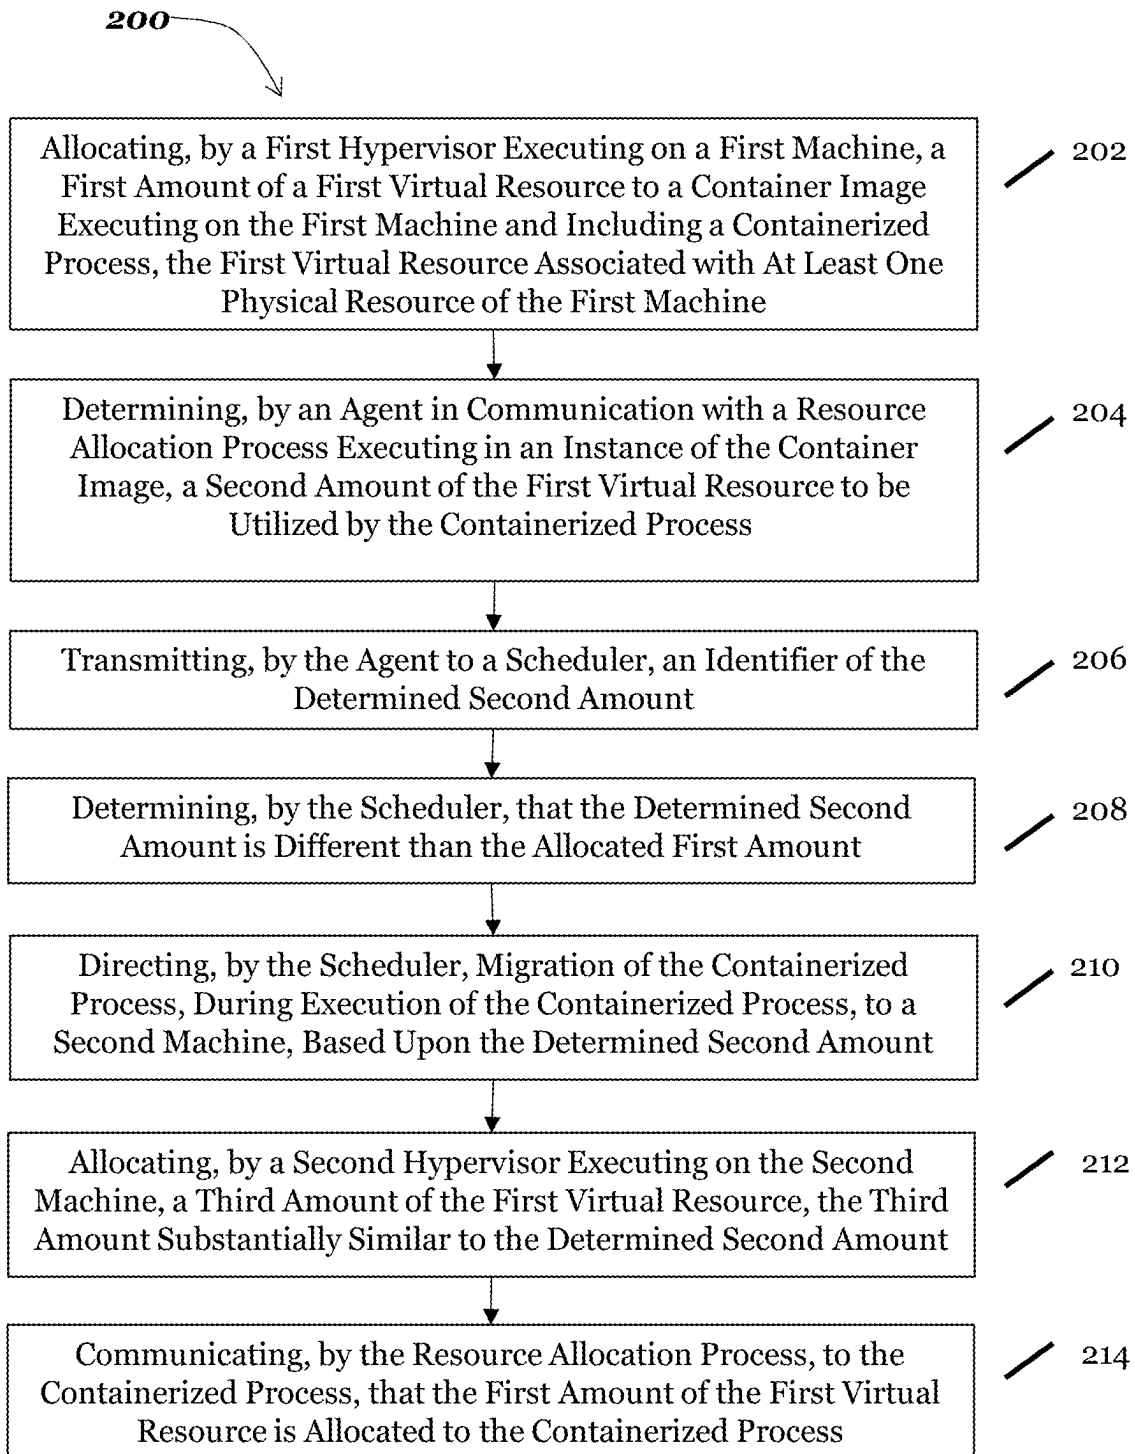 200
Allocating, by a First Hypervisor Executing on a First Machine, a
First Amount of a First Virtual Resource to a Container Image
Executing on the First Machine and Including a Containerized
Process, the First Virtual Resource Associated with At Least One
Physical Resource of the First Machine
202
Determining, by an Agent in Communication with a Resource
Allocation Process Executing in an Instance of the Container
Image, a Second Amount of the First Virtual Resource to be
Utilized by the Containerized Process
204
Transmitting, by the Agent to a Scheduler, an Identifier of the
Determined Second Amount
206
Determining, by the Scheduler, that the Determined Second
Amount is Different than the Allocated First Amount
208
Directing, by the Scheduler, Migration of the Containerized
Process, During Execution of the Containerized Process, to a
Second Machine, Based Upon the Determined Second Amount
210
Allocating, by a Second Hypervisor Executing on the Second
Machine, a Third Amount of the First Virtual Resource, the Third
Amount Substantially Similar to the Determined Second Amount
212
Communicating, by the Resource Allocation Process, to the
Containerized Process, that the First Amount of the First Virtual
Resource is Allocated to the Containerized Process
214